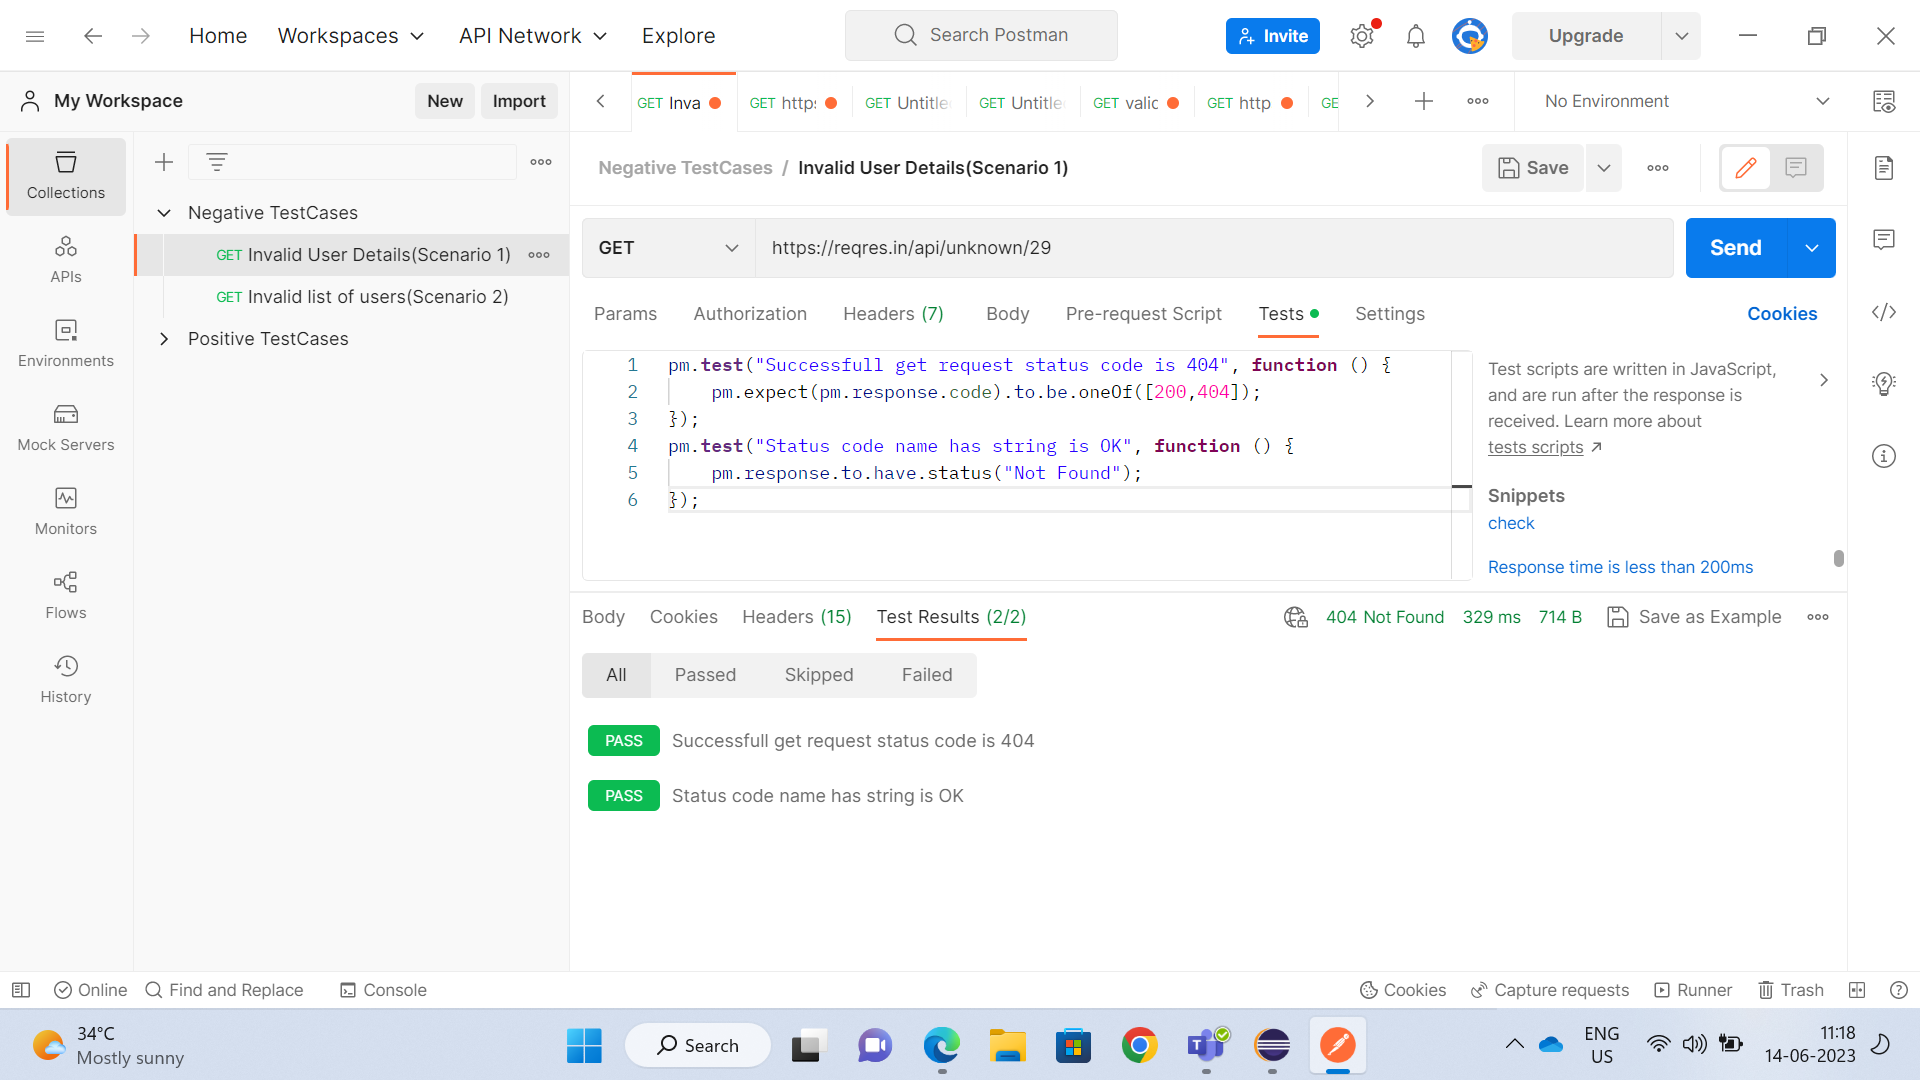 Home
Workspaces
API Network
Explore
Search Postman
Invite
Upgrade
My Workspace
New
Import
GET Inva
GET https
GET Untitle
GET Untitle
GET valid
GET http
GE
No Environment
Collections
APIs
Environments
Mock Servers
Monitors
Flows
History
Negative TestCases
GET Invalid User Details(Scenario 1)
GET Invalid list of users(Scenario 2)
Positive TestCases
Negative TestCases / Invalid User Details(Scenario 1)
Save
GET
https://reqres.in/api/unknown/29
Send
Params
Authorization
Headers (7)
Body
Pre-request Script
Tests
Settings
Cookies
1 pm.test("Successfull get request status code is 404", function () {
2 pm.expect(pm.response.code).to.be.oneOf([200,404]);
3 });
4 pm.test("Status code name has string is OK", function () {
5 pm.response.to.have.status("Not Found");
6 });
Test scripts are written in JavaScript,
and are run after the response is
received. Learn more about
tests scripts
Snippets
check
Response time is less than 200ms
Body
Cookies
Headers (15)
Test Results (2/2)
404 Not Found
329 ms
714 B
Save as Example
All
Passed
Skipped
Failed
PASS Successfull get request status code is 404
PASS Status code name has string is OK
Online
Find and Replace
Console
Cookies
Capture requests
Runner
Trash
34°C
Mostly sunny
Search
ENG
US
11:18
14-06-2023